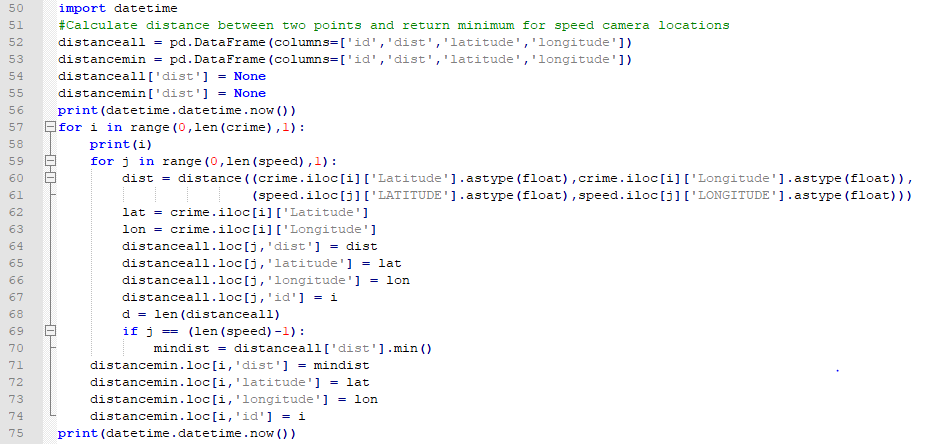 50 import datetime
51 #Calculate distance between two points and return minimum for speed camera locations
52 distanceall = pd.DataFrame(columns=['id','dist','latitude','longitude'])
53 distancemin = pd.DataFrame(columns=['id','dist','latitude','longitude'])
54 distanceall['dist'] = None
55 distancemin['dist'] = None
56 print(datetime.datetime.now())
57 for i in range(0,len(crime),1):
58     print(i)
59     for j in range(0,len(speed),1):
60         dist = distance((crime.iloc[i]['Latitude'].astype(float),crime.iloc[i]['Longitude'].astype(float)),
61                         (speed.iloc[j]['LATITUDE'].astype(float),speed.iloc[j]['LONGITUDE'].astype(float)))
62         lat = crime.iloc[i]['Latitude']
63         lon = crime.iloc[i]['Longitude']
64         distanceall.loc[j,'dist'] = dist
65         distanceall.loc[j,'latitude'] = lat
66         distanceall.loc[j,'longitude'] = lon
67         distanceall.loc[j,'id'] = i
68         d = len(distanceall)
69         if j == (len(speed)-1):
70             mindist = distanceall['dist'].min()
71     distancemin.loc[i,'dist'] = mindist
72     distancemin.loc[i,'latitude'] = lat
73     distancemin.loc[i,'longitude'] = lon
74     distancemin.loc[i,'id'] = i
75 print(datetime.datetime.now())